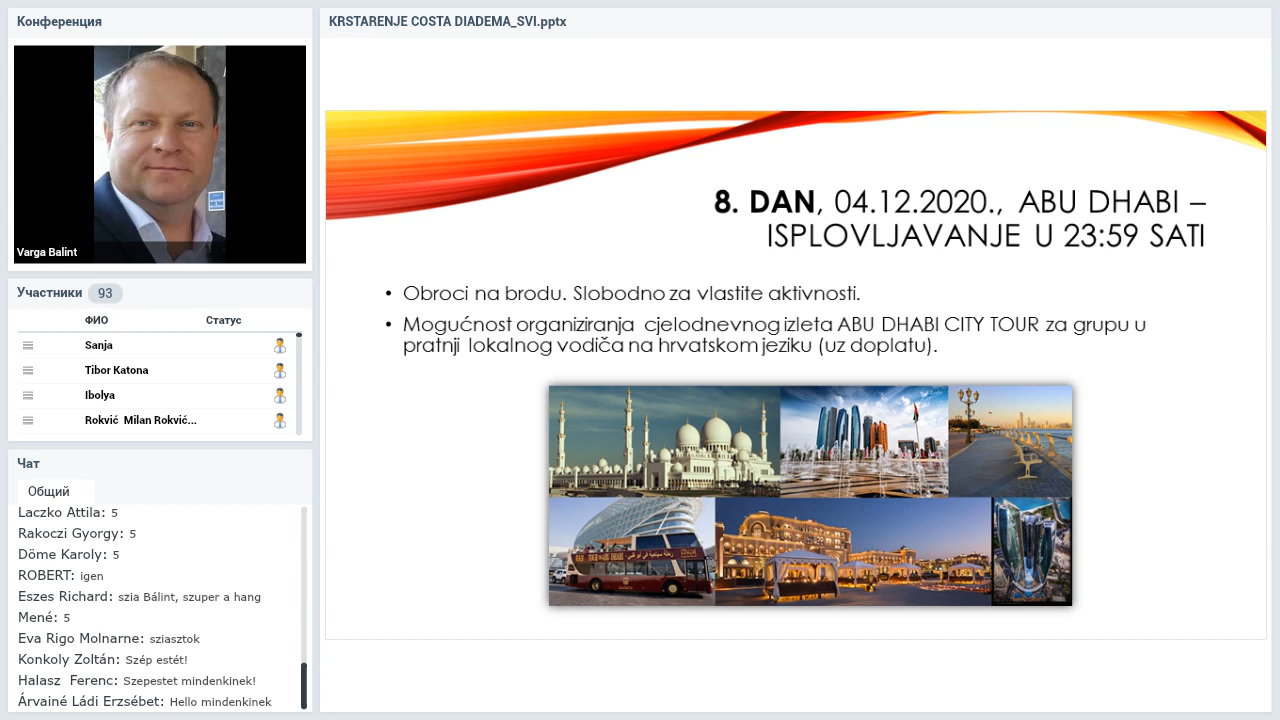 Конференция
Varga Balint
Участники 93
ФИО Статус
Sanja
Tibor Katona
Ibolya
Rokvić Milan Rokvić...
Чат
Общий
Laczko Attila: 5
Rakoczi Gyorgy: 5
Döme Karoly: 5
ROBERT: igen
Eszes Richard: szia Bálint, szuper a hang
Mené: 5
Eva Rigo Molnarne: sziasztok
Konkoly Zoltán: Szép estét!
Halasz Ferenc: Szepestet mindenkinek!
Árvainé Ládi Erzsébet: Hello mindenkinek
KRSTARENJE COSTA DIADEMA_SVI.pptx
8. DAN, 04.12.2020., ABU DHABI –
ISPLOVLJAVANJE U 23:59 SATI
• Obroci na brodu. Slobodno za vlastite aktivnosti.
• Mogućnost organiziranja cjelodnevnog izleta ABU DHABI CITY TOUR za grupu u
pratnji lokalnog vodiča na hrvatskom jeziku (uz doplatu).